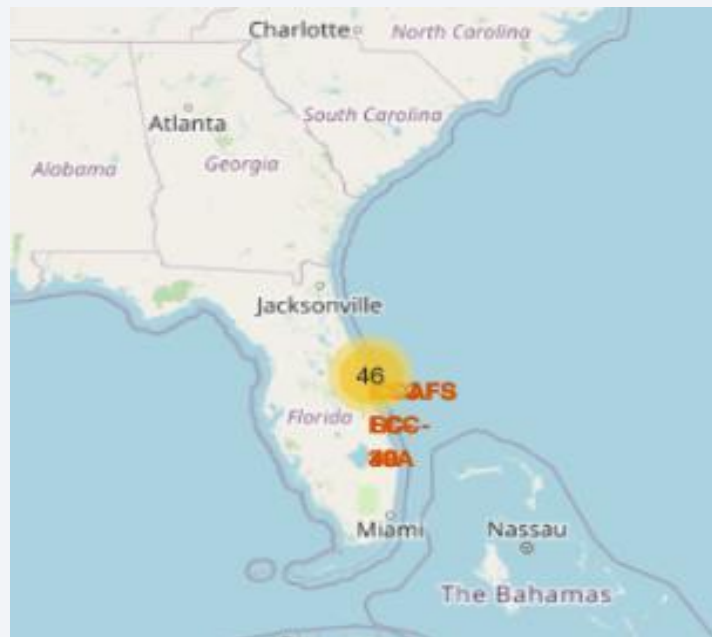 Charlotte
North Carolina
Atlanta
South Carolina
Alabama
Georgia
Jacksonville
46
Florida
Miami
Nassau
The Bahamas